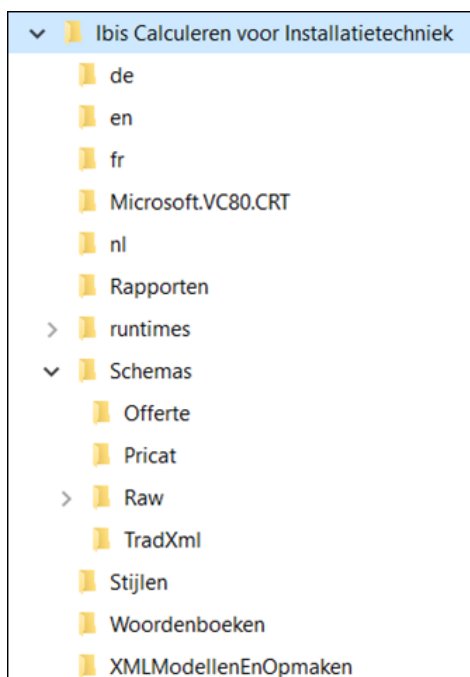 Ibis Calculeren voor Installatietechniek
de
en
fr
Microsoft.VC80.CRT
nl
Rapporten
runtimes
Schemas
Offerte
Pricat
Raw
TradXml
Stijlen
Woordenboeken
XMLModellenEnOpmaken